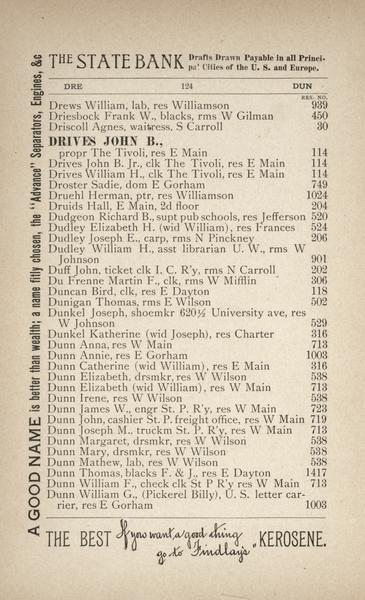 THE STATE BANK Drafts Drawn Payable in all Princi-
pa' Cities of the U. S. and Europe.
DRE 124 DUN
RES. NO.
Drews William, lab, res Williamson 939
Driesbock Frank W., blacks, rms W Gilman 450
Driscoll Agnes, waitress, S Carroll 30
DRIVES JOHN B.,
propr The Tivoli, res E Main 114
Drives John B. Jr., clk The Tivoli, res E Main 114
Drives William H., clk The Tivoli, res E Main 114
Droster Sadie, dom E Gorham 749
Druehl Herman, ptr, res Williamson 1024
Druids Hall, E Main, 2d floor 204
Dudgeon Richard B., supt pub schools, res Jefferson 520
Dudley Elizabeth H. (wid William), res Frances 524
Dudley Joseph E., carp, rms N Pinckney 206
Dudley William H., asst librarian U. W., rms W
Johnson 901
Duff John, ticket clk I. C. R'y, rms N Carroll 202
Du Frenne Martin F., clk, rms W Mifflin 306
Duncan Bird, clk, res E Dayton 118
Dunigan Thomas, rms E Wilson 502
Dunkel Joseph, shoemkr 620½ University ave, res
W Johnson 529
Dunkel Katherine (wid Joseph), res Charter 316
Dunn Anna, res W Main 713
Dunn Annie, res E Gorham 1003
Dunn Catherine (wid William), res E Main 316
Dunn Elizabeth, drsmkr, res W Wilson 538
Dunn Elizabeth (wid William), res W Main 713
Dunn Irene, res W Wilson 538
Dunn James W., engr St. P. R'y, res W Main 723
Dunn John, cashier St. P. freight office, res W Main 719
Dunn Joseph M., truckm St. P. R'y, res W Main 713
Dunn Margaret, drsmkr, res W Wilson 538
Dunn Mary, drsmkr, res W Wilson 538
Dunn Mathew, lab, res W Wilson 538
Dunn Thomas, blacks F. & J., res E Dayton 1417
Dunn William F., check clk St P R'y res W Main 713
Dunn William G., (Pickerel Billy), U. S. letter car-
rier, res E Gorham 1003
A GOOD NAME is better than wealth; a name fitly chosen, the "Advance" Separators, Engines, &c
THE BEST If you want a good thing go to Findlay's KEROSENE.